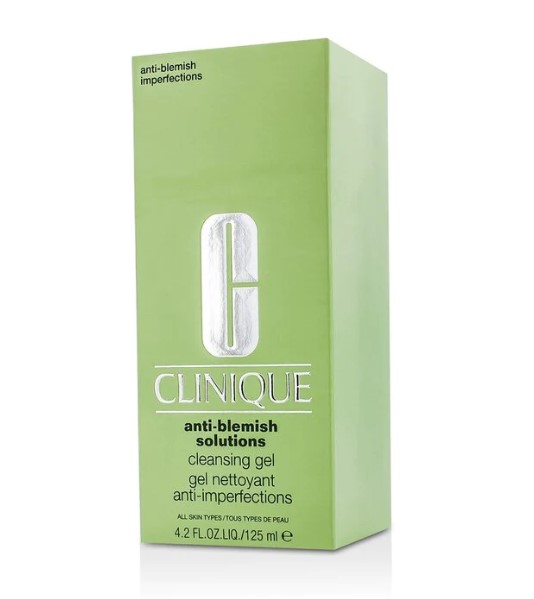 anti-blemish
imperfections
C
CLINIQUE
anti-blemish
solutions
cleansing gel
gel nettoyant
anti-imperfections
ALL SKIN TYPES/TOUS TYPES DE PEAU
4.2 FL.OZ.LIQ./125 ml ℮